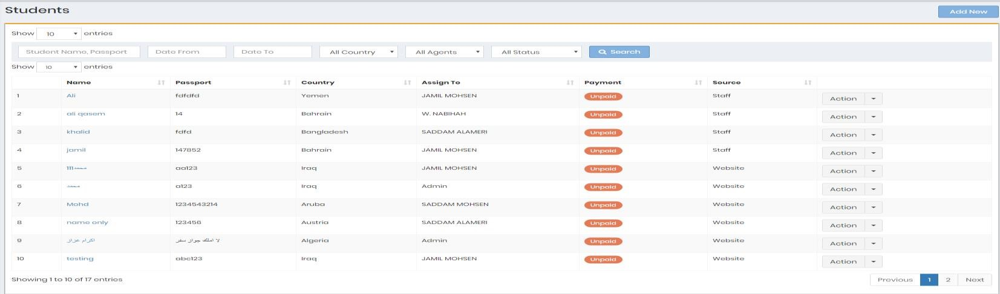 Students
Add New
Show 10 entries
Student Name, Passport Date From Date To All Country All Agents All Status Search
Show 10 entries
Name Passport Country Assign To Payment Source
1 Ali fdfdfd Yemen JAMIL MOHSEN Unpaid Staff Action
2 ali qasem 14 Bahrain W. NABIHAH Unpaid Staff Action
3 khalid fdfd Bangladesh SADDAM ALAMERI Unpaid Staff Action
4 jamil 147852 Bahrain JAMIL MOHSEN Unpaid Staff Action
5 محمد111 aa123 Iraq JAMIL MOHSEN Unpaid Website Action
6 محمد a123 Iraq Admin Unpaid Website Action
7 Mohd 1234543214 Aruba SADDAM MOHSEN Unpaid Website Action
8 name only 123456 Austria SADDAM ALAMERI Unpaid Website Action
9 اكرام عرار لا املك جواز سفر Algeria Admin Unpaid Website Action
10 testing abc123 Iraq JAMIL MOHSEN Unpaid Website Action
Showing 1 to 10 of 17 entries
Previous 1 2 Next